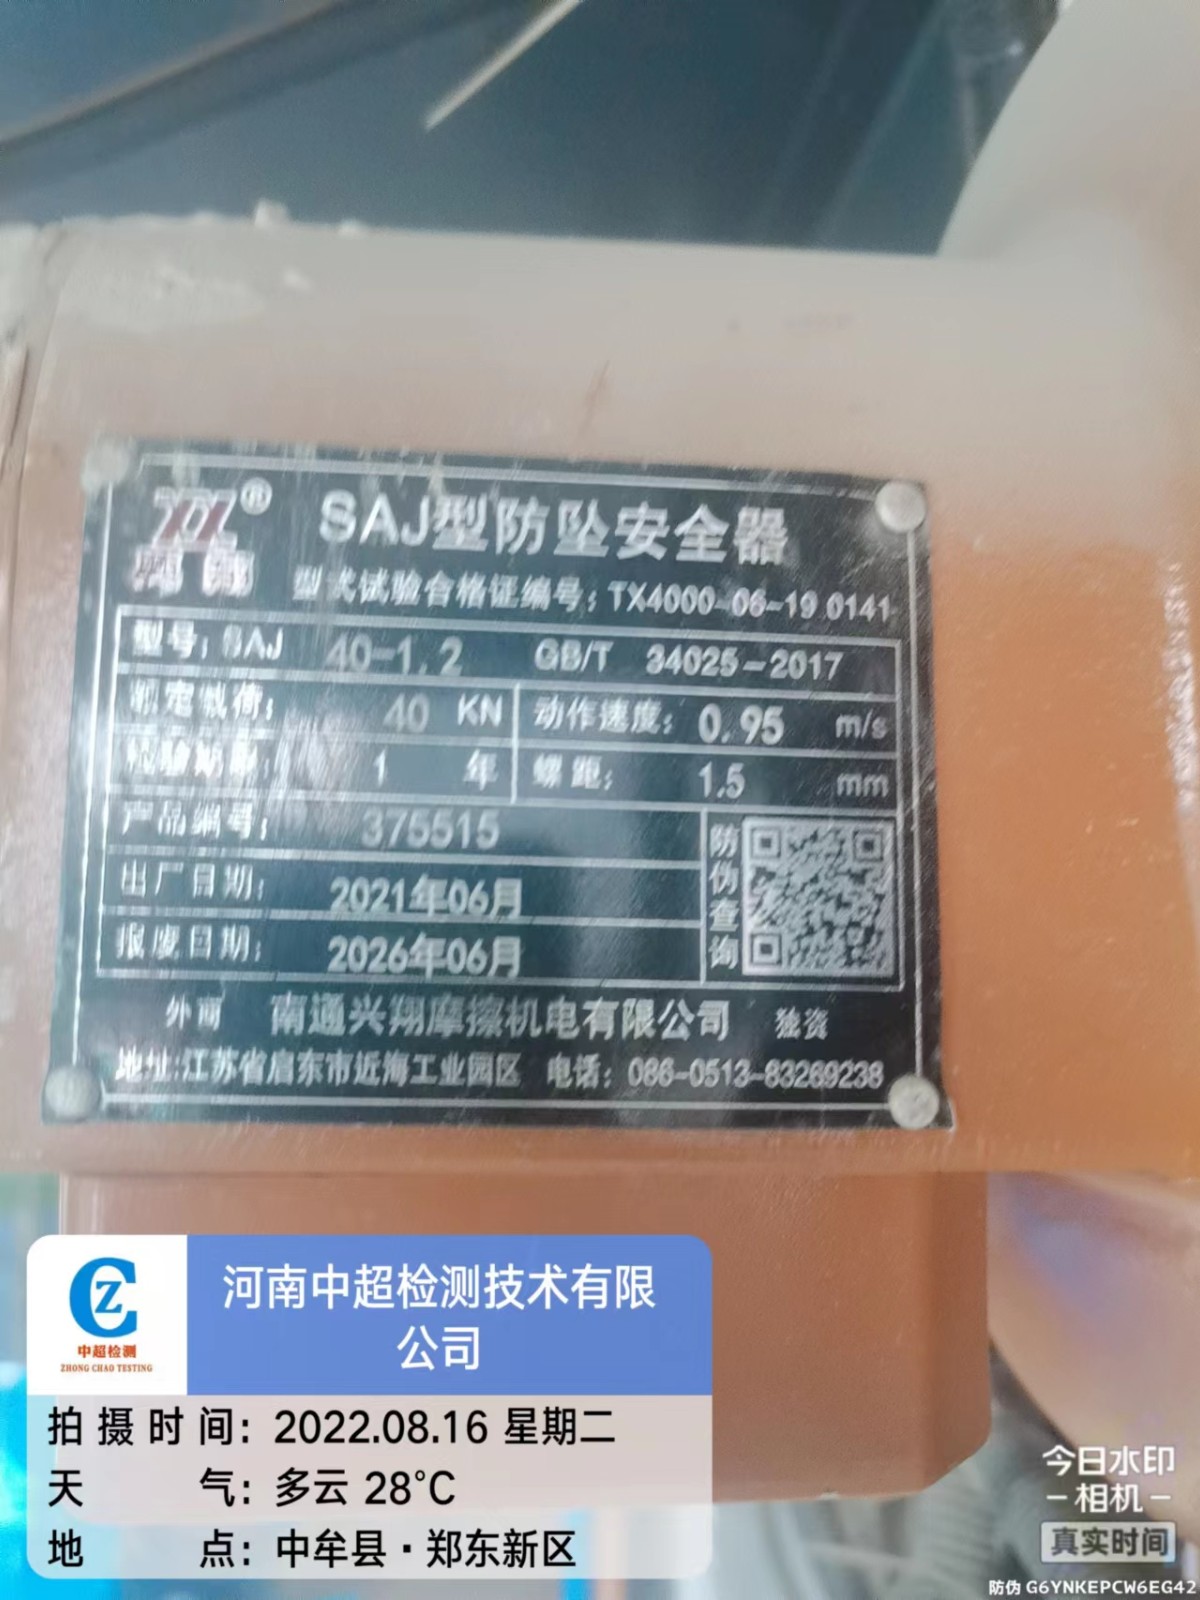 ®
SAJ型防坠安全器
型式试验合格证编号:TX4000-06-19 0141
型号:SAJ 40-1.2 GB/T 34025-2017
额定载荷: 40 KN 动作速度: 0.95 m/s
检验期限: 1 年 螺距: 1.5 mm
产品编号: 375515
出厂日期: 2021年06月
报废日期: 2026年06月
防伪查询
外商 南通兴翔摩擦机电有限公司 独资
地址:江苏省启东市近海工业园区 电话:086-0513-83269238
CZ
中超检测
ZHONG CHAO TESTING
河南中超检测技术有限
公司
拍摄时间: 2022.08.16 星期二
天气: 多云 28°C
地点: 中牟县·郑东新区
今日水印
相机
真实时间
防伪 G6YNKEPCW6EG42